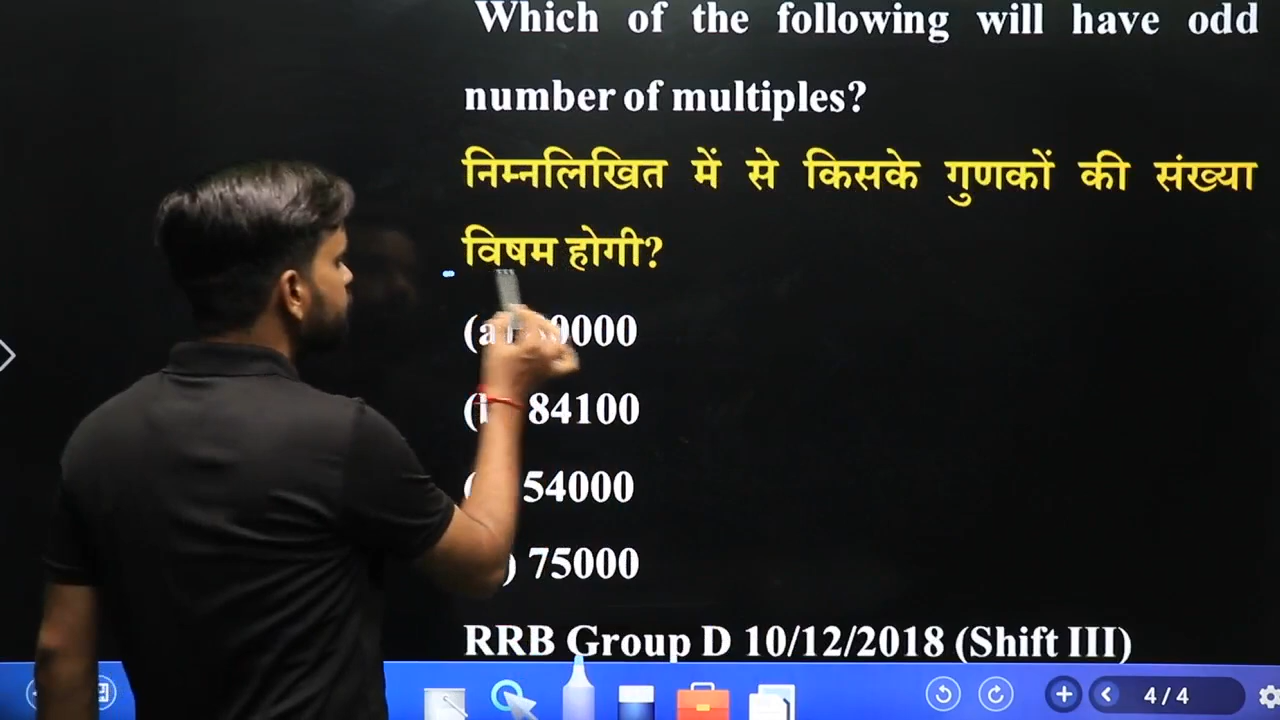 Which of the following will have odd
number of multiples?
निम्नलिखित में से किसके गुणकों की संख्या
विषम होगी?
84100
54000
75000
RRB Group D 10/12/2018 (Shift III)
4 / 4